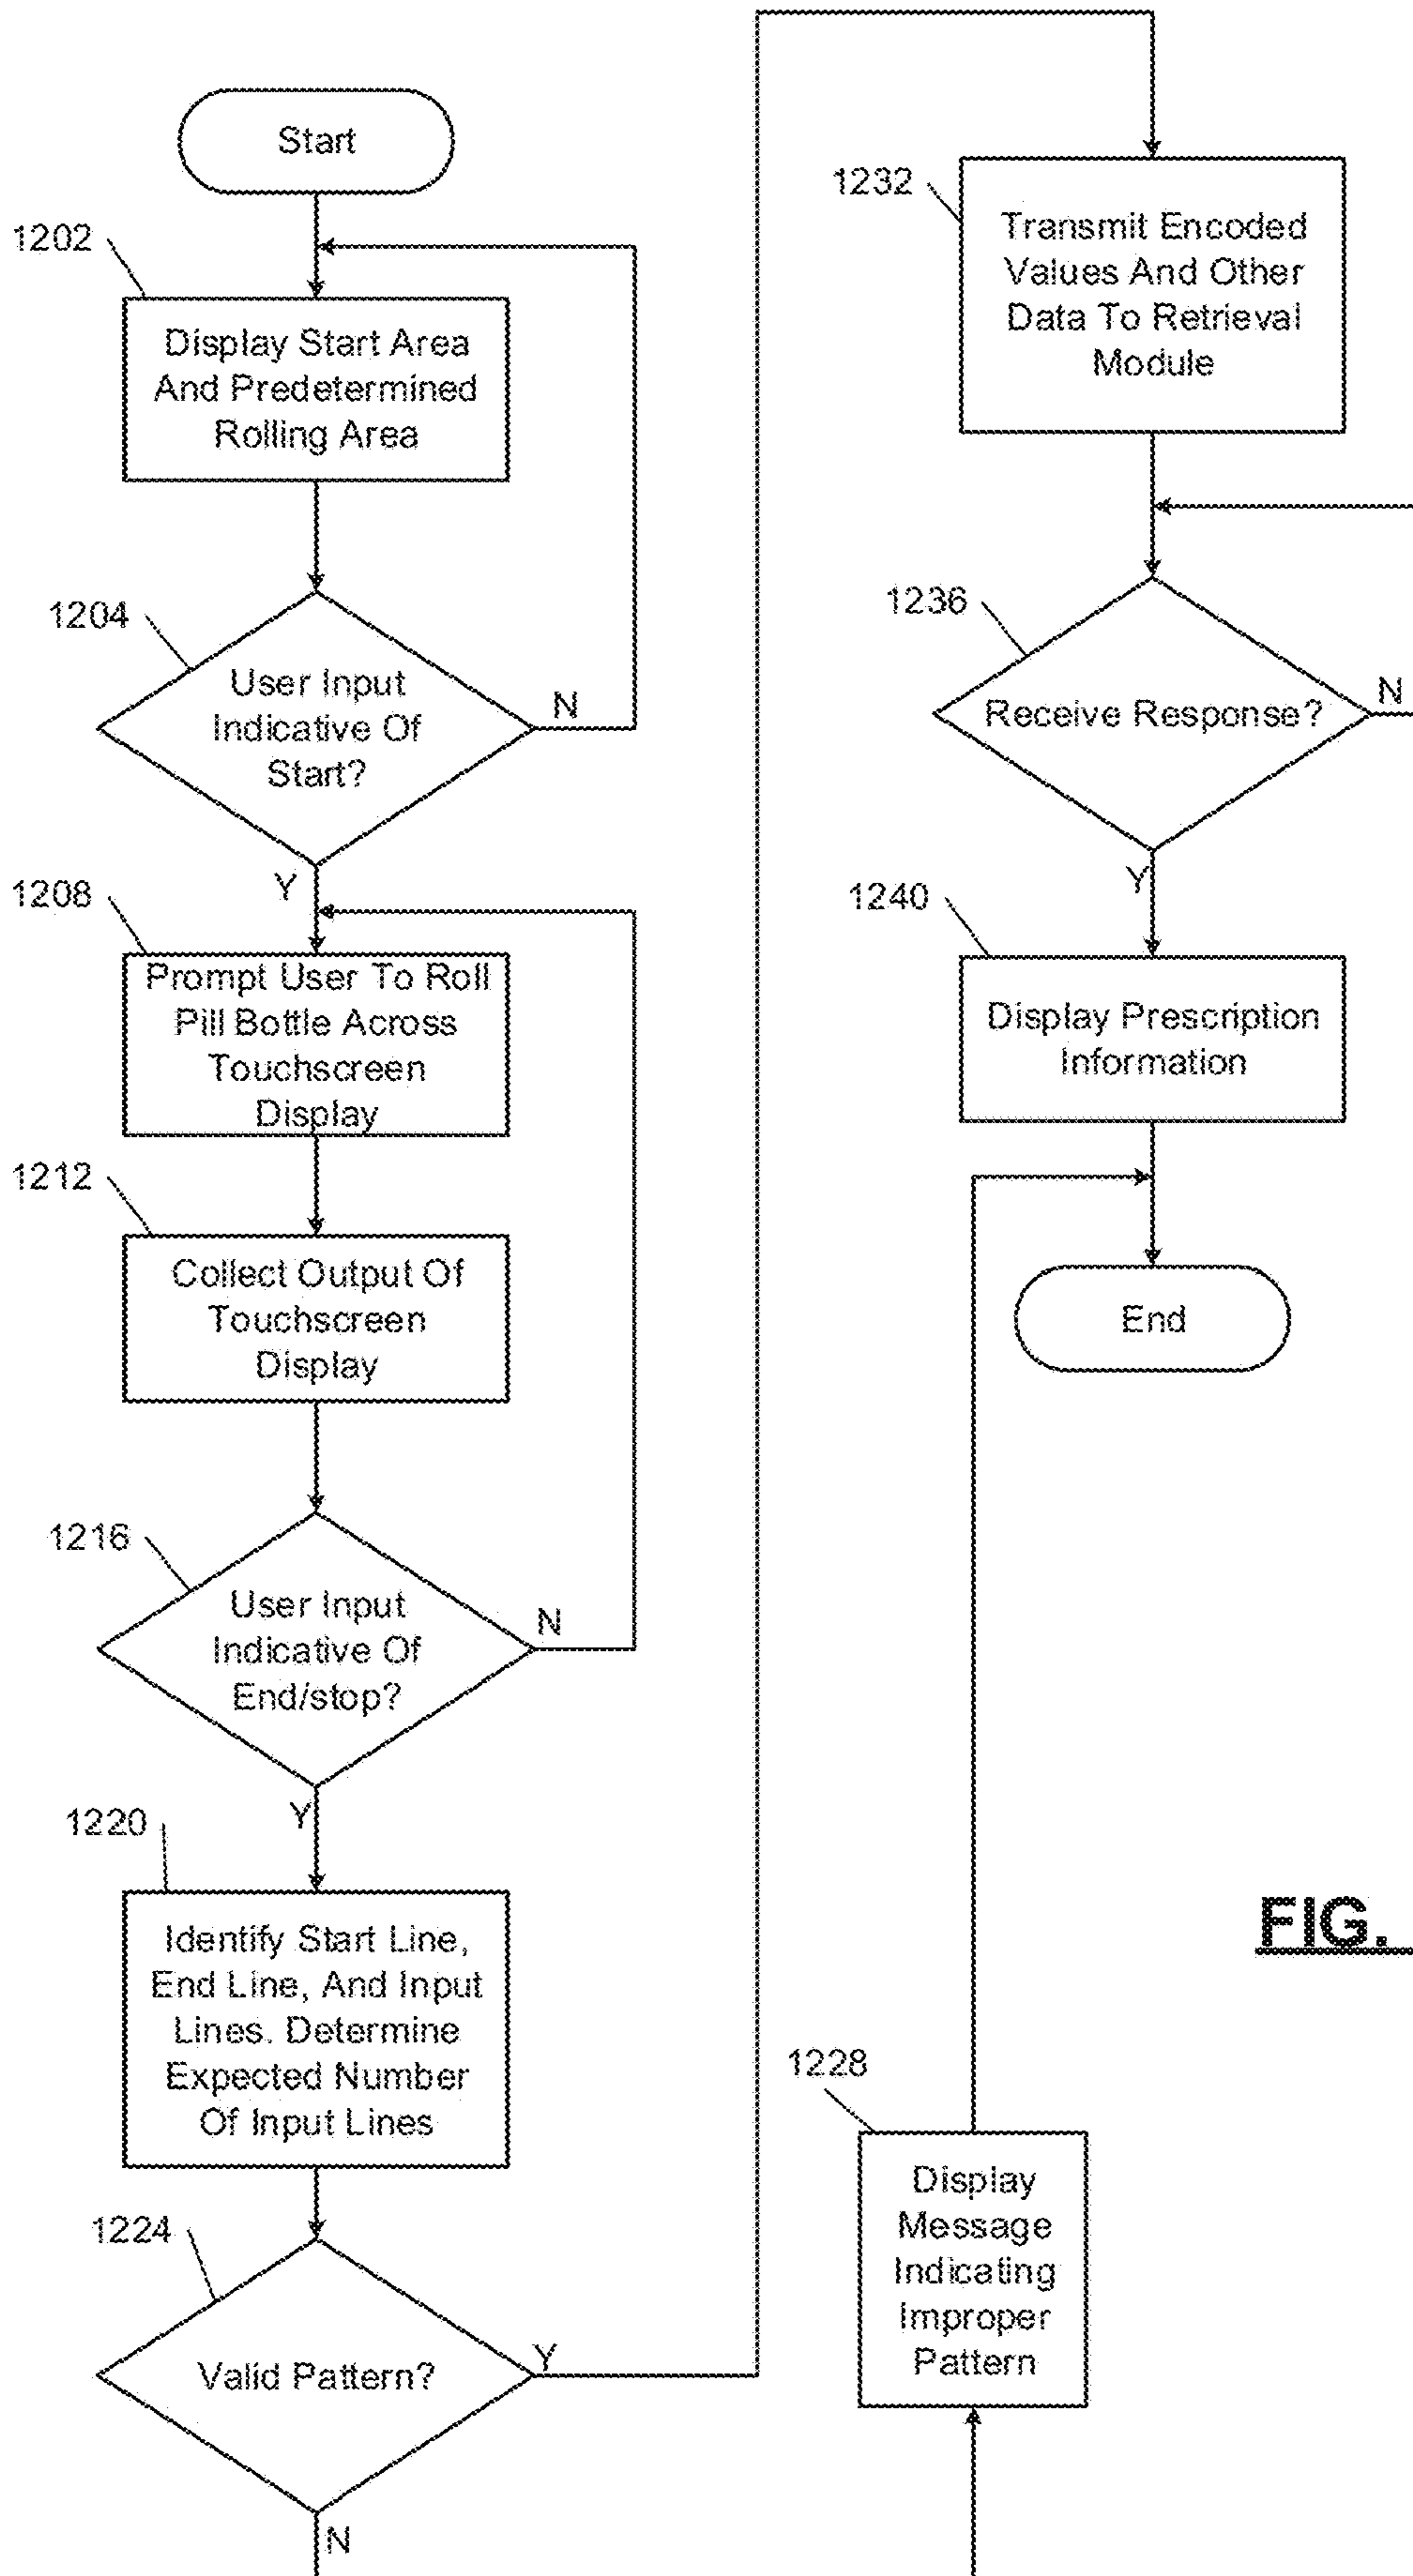 Start
1202
Display Start Area
And Predetermined
Rolling Area
1204
User Input
Indicative Of
Start?
N
Y
1208
Prompt User To Roll
Pill Bottle Across
Touchscreen
Display
1212
Collect Output Of
Touchscreen
Display
1216
User Input
Indicative Of
End/stop?
N
Y
1220
Identify Start Line,
End Line, And Input
Lines. Determine
Expected Number
Of Input Lines
1224
Valid Pattern?
Y
N
1232
Transmit Encoded
Values And Other
Data To Retrieval
Module
1236
Receive Response?
N
Y
1240
Display Prescription
Information
End
1228
Display
Message
Indicating
Improper
Pattern
FIG.